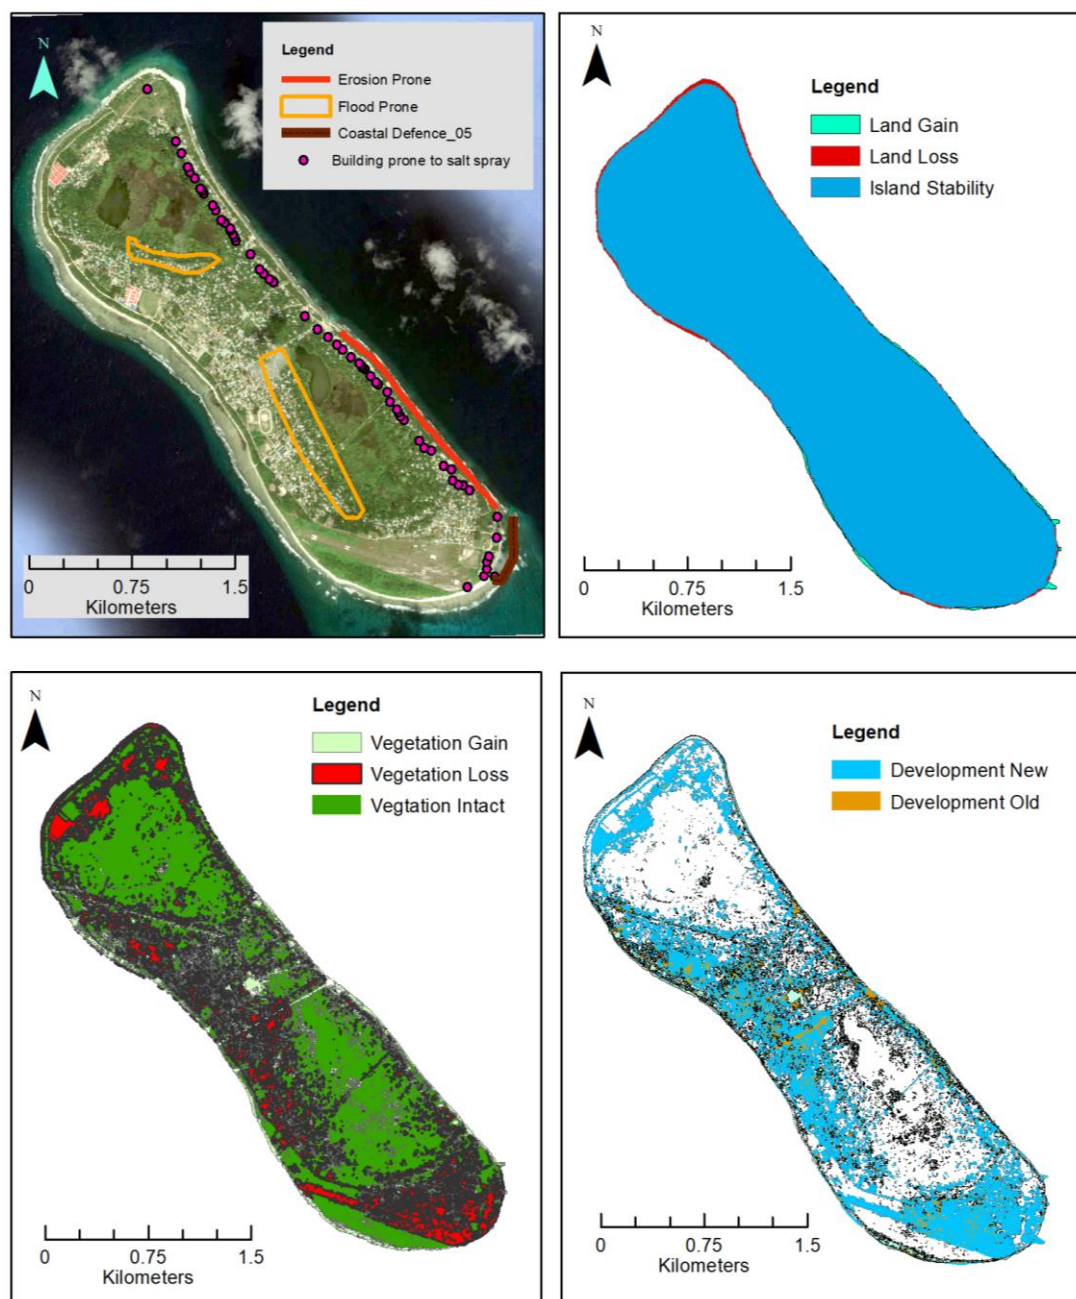 N
Legend
Erosion Prone
Flood Prone
Coastal Defence_05
Building prone to salt spray
0 0.75 1.5
Kilometers
N
Legend
Land Gain
Land Loss
Island Stability
0 0.75 1.5
Kilometers
N
Legend
Vegetation Gain
Vegetation Loss
Vegtation Intact
0 0.75 1.5
Kilometers
N
Legend
Development New
Development Old
0 0.75 1.5
Kilometers